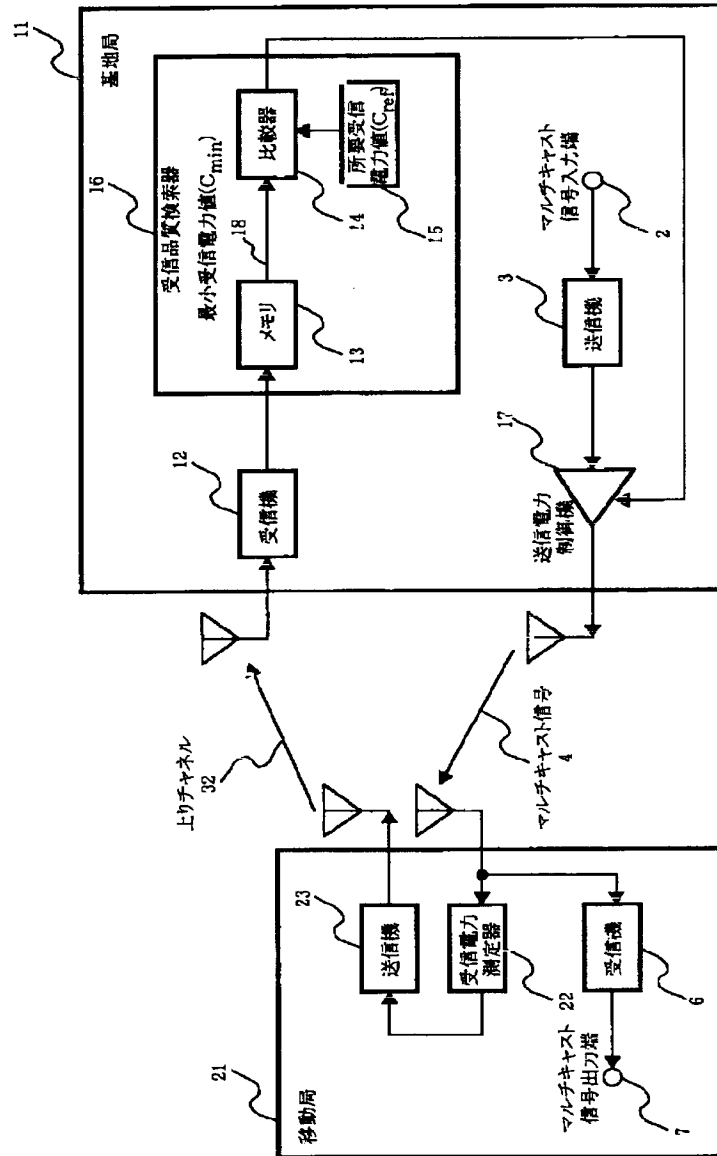 11
基地局
16
受信品質検索器
最小受信電力値(Cmin)
12
受信機
メモリ
13
18
比較器
14
所要受信
電力値(Cref)
15
17
送信電力
制御機
3
送信機
マルチキャスト
信号入力端
2
上りチャネル
32
マルチキャスト信号
4
21
移動局
23
送信機
受信電力
測定器
22
受信機
6
マルチキャスト
信号出力端
7